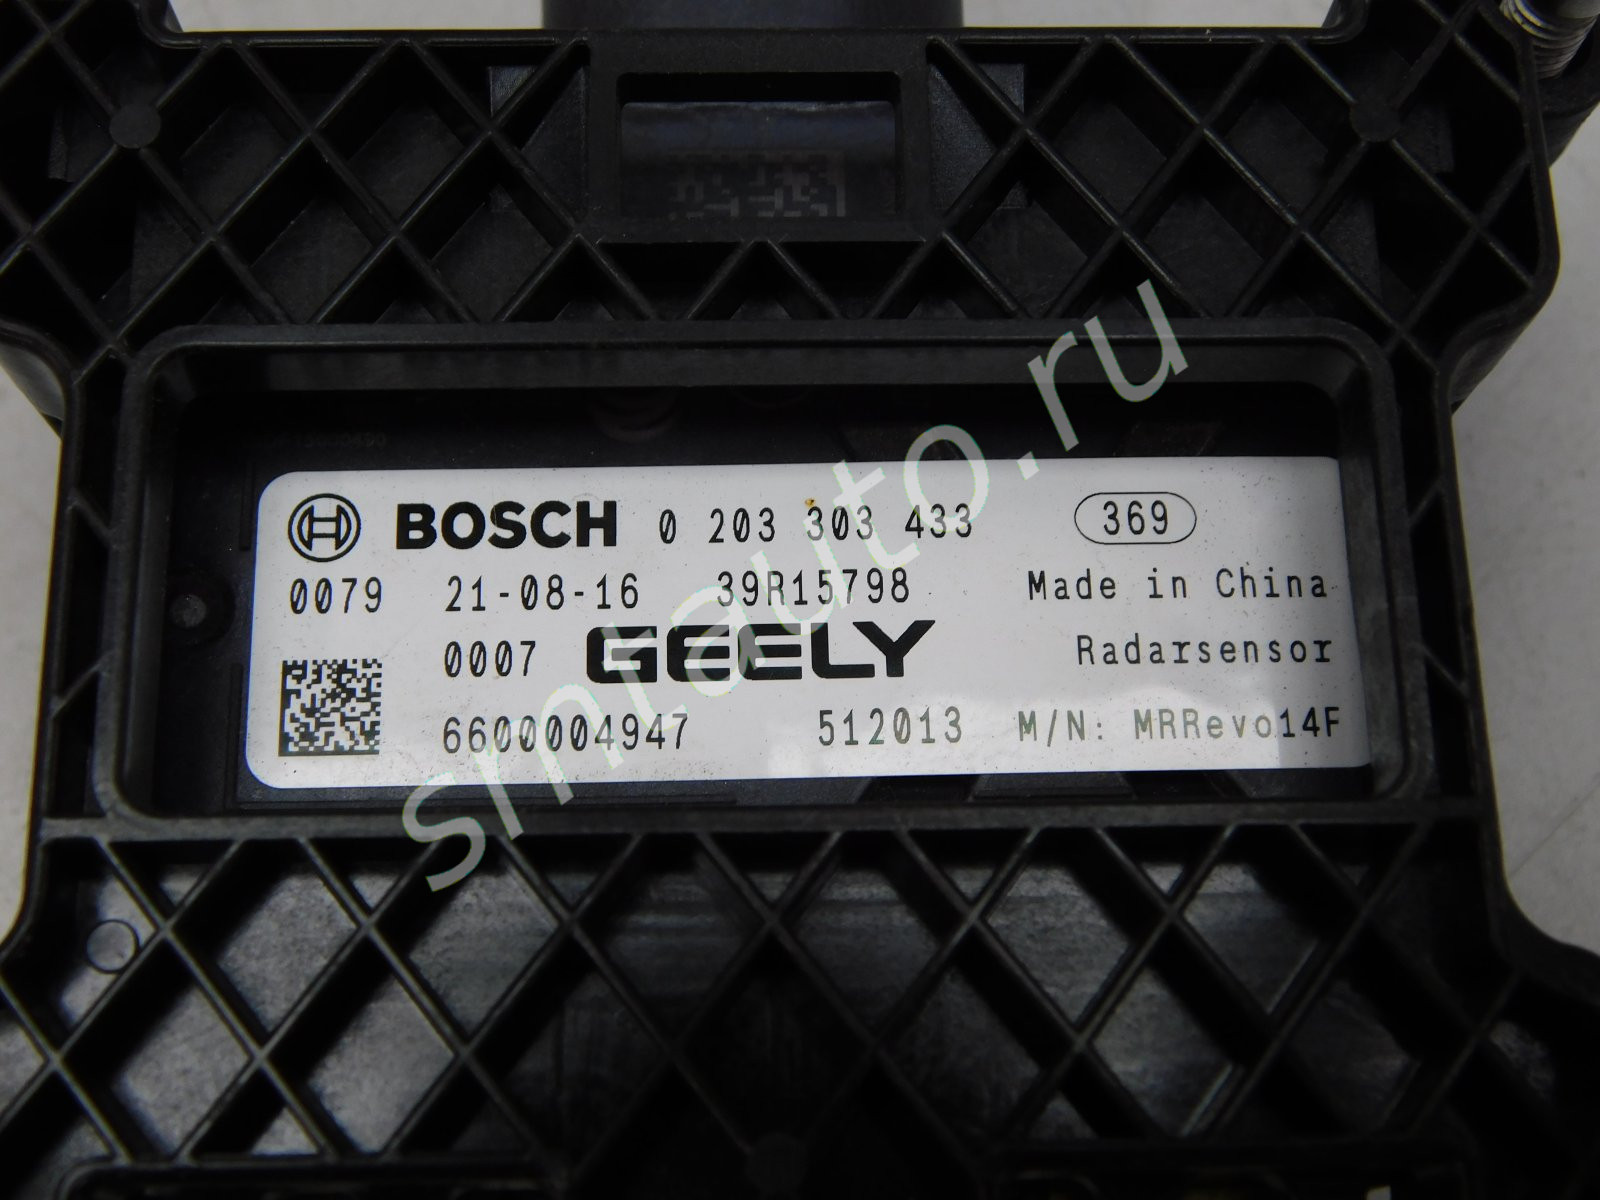 BOSCH 0 203 303 433 369
0079 21-08-16 39R15798 Made in China
0007 GEELY Radarsensor
6600004947 512013 M/N: MRRevo14F
smtauto.ru